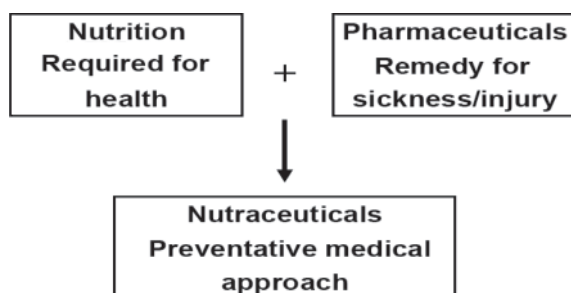 Nutrition
Required for
health
+
Pharmaceuticals
Remedy for
sickness/injury
Nutraceuticals
Preventative medical
approach